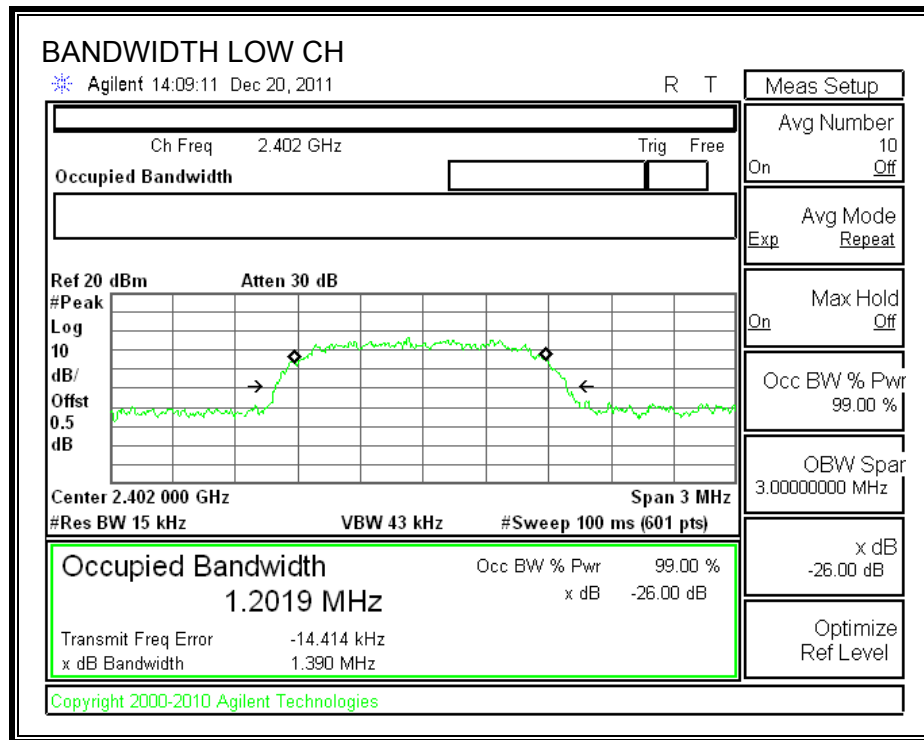 BANDWIDTH LOW CH
Agilent 14:09:11 Dec 20, 2011 R T
Ch Freq 2.402 GHz Trig Free
Occupied Bandwidth
Ref 20 dBm Atten 30 dB
#Peak
Log
10
dB/
Offst
0.5
dB
Center 2.402 000 GHz Span 3 MHz
#Res BW 15 kHz VBW 43 kHz #Sweep 100 ms (601 pts)
Occupied Bandwidth Occ BW % Pwr 99.00 %
1.2019 MHz x dB -26.00 dB
Transmit Freq Error -14.414 kHz
x dB Bandwidth 1.390 MHz
Copyright 2000-2010 Agilent Technologies
Meas Setup
Avg Number
10
On Off
Avg Mode
Exp Repeat
Max Hold
On Off
Occ BW % Pwr
99.00 %
OBW Spar
3.00000000 MHz
x dB
-26.00 dB
Optimize
Ref Level